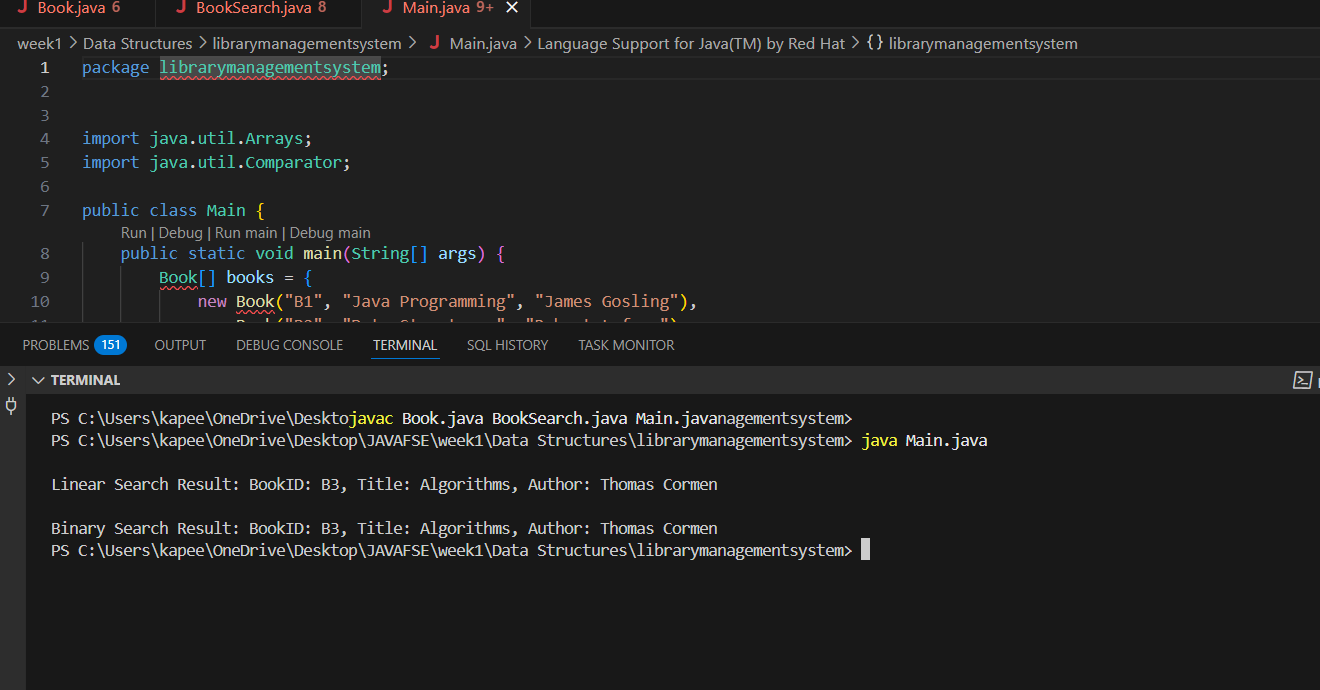 Book.java 6 BookSearch.java 8 Main.java 9+
week1 > Data Structures > librarymanagementsystem > Main.java > Language Support for Java(TM) by Red Hat > {} librarymanagementsystem
1 package librarymanagementsystem;
2
3
4 import java.util.Arrays;
5 import java.util.Comparator;
6
7 public class Main {
Run | Debug | Run main | Debug main
8 public static void main(String[] args) {
9 Book[] books = {
10 new Book("B1", "Java Programming", "James Gosling"),
PROBLEMS 151 OUTPUT DEBUG CONSOLE TERMINAL SQL HISTORY TASK MONITOR
TERMINAL
PS C:\Users\kapee\OneDrive\Desktojavac Book.java BookSearch.java Main.javanagementsystem>
PS C:\Users\kapee\OneDrive\Desktop\JAVAFSE\week1\Data Structures\librarymanagementsystem> java Main.java
Linear Search Result: BookID: B3, Title: Algorithms, Author: Thomas Cormen
Binary Search Result: BookID: B3, Title: Algorithms, Author: Thomas Cormen
PS C:\Users\kapee\OneDrive\Desktop\JAVAFSE\week1\Data Structures\librarymanagementsystem>